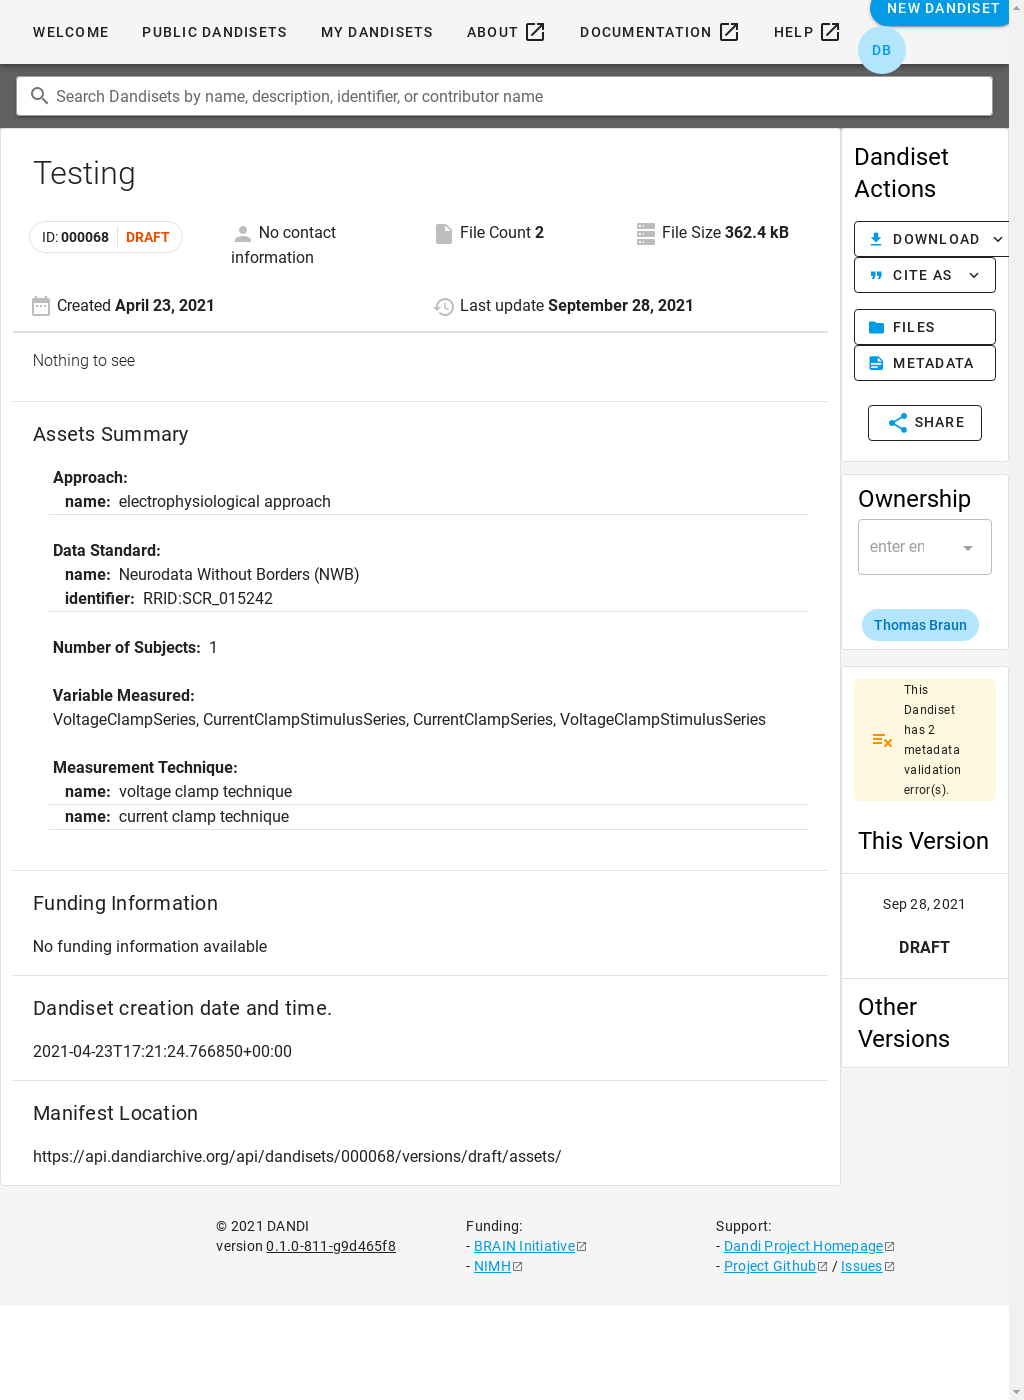 WELCOME PUBLIC DANDISETS MY DANDISETS ABOUT DOCUMENTATION HELP NEW DANDISET
DB
Search Dandisets by name, description, identifier, or contributor name
Testing
ID: 000068 DRAFT
No contact information
File Count 2
File Size 362.4 kB
Created April 23, 2021
Last update September 28, 2021
Nothing to see
Assets Summary
Approach:
name: electrophysiological approach
Data Standard:
name: Neurodata Without Borders (NWB)
identifier: RRID:SCR_015242
Number of Subjects: 1
Variable Measured:
VoltageClampSeries, CurrentClampStimulusSeries, CurrentClampSeries, VoltageClampStimulusSeries
Measurement Technique:
name: voltage clamp technique
name: current clamp technique
Funding Information
No funding information available
Dandiset creation date and time.
2021-04-23T17:21:24.766850+00:00
Manifest Location
https://api.dandiarchive.org/api/dandisets/000068/versions/draft/assets/
Dandiset
Actions
DOWNLOAD
CITE AS
FILES
METADATA
SHARE
Ownership
enter en
Thomas Braun
This
Dandiset
has 2
metadata
validation
error(s).
This Version
Sep 28, 2021
DRAFT
Other
Versions
© 2021 DANDI
version 0.1.0-811-g9d465f8
Funding:
- BRAIN Initiative
- NIMH
Support:
- Dandi Project Homepage
- Project Github / Issues